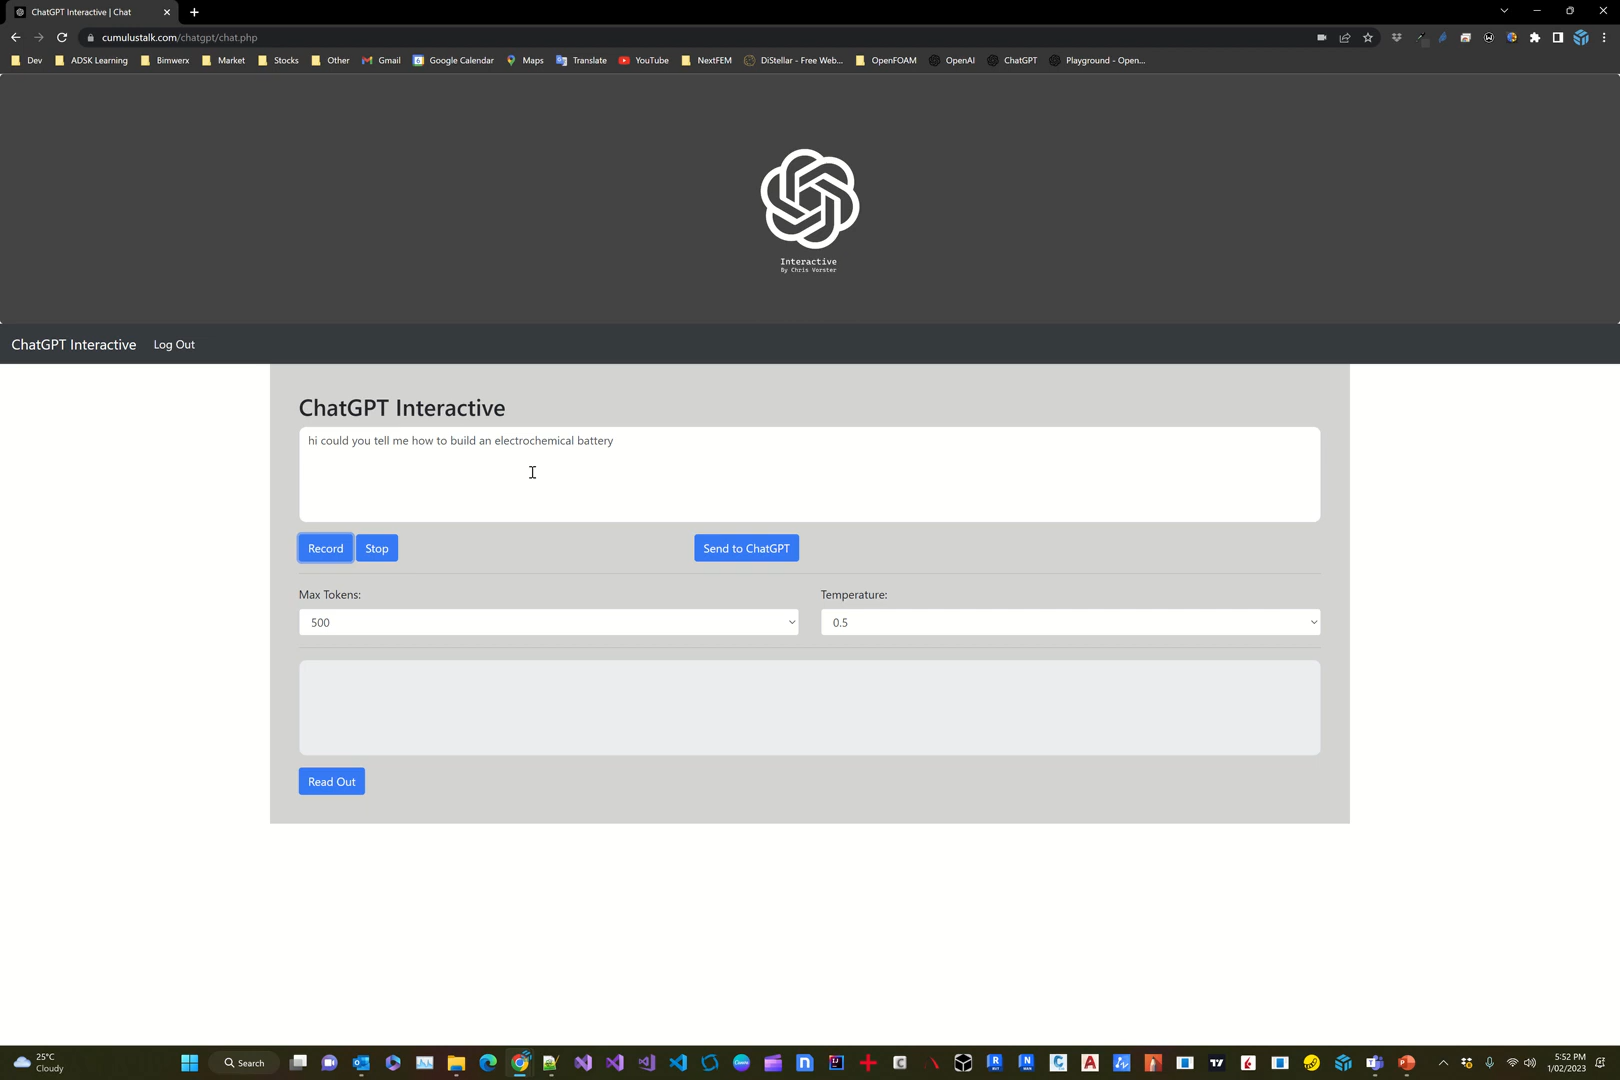 ChatGPT Interactive | Chat
cumulustalk.com/chatgpt/chat.php
Dev ADSK Learning Bimwerx Market Stocks Other Gmail Google Calendar Maps Translate YouTube NextFEM DiStellar - Free Web... OpenFOAM OpenAI ChatGPT Playground - Open...
Interactive
By Chris Vorster
ChatGPT Interactive Log Out
ChatGPT Interactive
hi could you tell me how to build an electrochemical battery
Record Stop Send to ChatGPT
Max Tokens: Temperature:
500 0.5
Read Out
25°C
Cloudy
Search
5:52 PM
1/02/2023